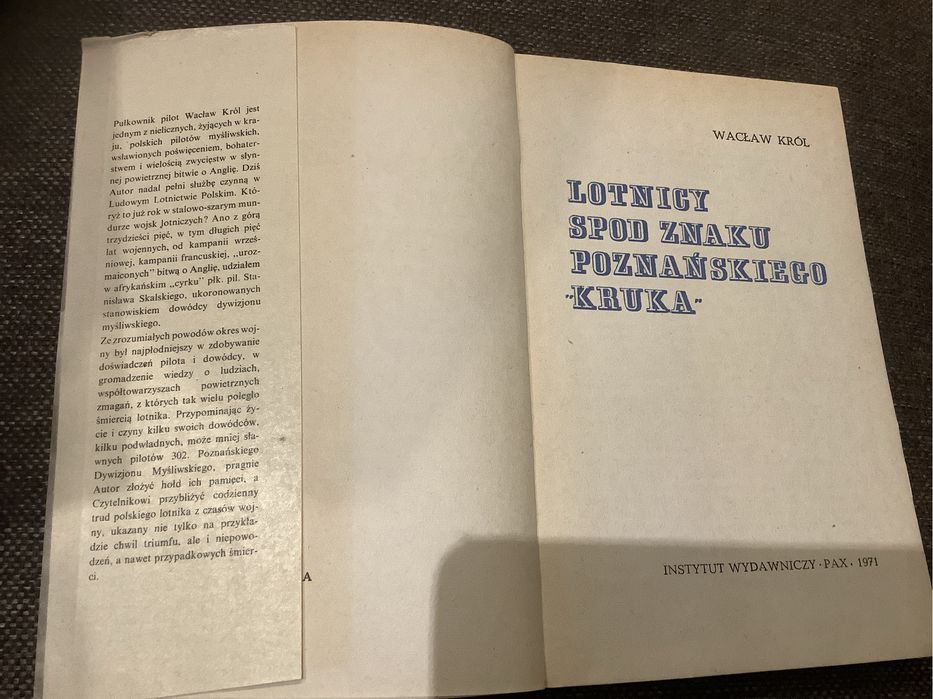 Pułkownik pilot Wacław Król jest
jednym z nielicznych, żyjących w kra-
ju, polskich pilotów myśliwskich,
wsławionych poświęceniem, bohater-
stwem i wielością zwycięstw w słyn-
nej powietrznej bitwie o Anglię. Dziś
Autor nadal pełni służbę czynną w
Ludowym Lotnictwie Polskim. Któ-
ryż to już rok w stalowo-szarym mun-
durze wojsk lotniczych? Ano z górą
trzydzieści pięć, w tym długich pięć
lat wojennych, od kampanii wrześ-
niowej, kampanii francuskiej, „uroz-
maiconych” bitwą o Anglię, udziałem
w afrykańskim „cyrku” płk. pil. Sta-
nisława Skalskiego, ukoronowanych
stanowiskiem dowódcy dywizjonu
myśliwskiego.
Ze zrozumiałych powodów okres woj-
ny był najpłodniejszy w zdobywanie
doświadczeń pilota i dowódcy, w
gromadzenie wiedzy o ludziach,
współtowarzyszach powietrznych
zmagań, z których tak wielu poległo
śmiercią lotnika. Przypominając ży-
cie i czyny kilku swoich dowódców,
kilku podwładnych, może mniej sła-
wnych pilotów 302. Poznańskiego
Dywizjonu Myśliwskiego, pragnie
Autor złożyć hołd ich pamięci, a
Czytelnikowi przybliżyć codzienny
trud polskiego lotnika z czasów woj-
ny, ukazany nie tylko na przykła-
dzie chwil triumfu, ale i niepowo-
dzeń, a nawet przypadkowych śmier-
ci.
A
WACŁAW KRÓL
LOTNICY
SPOD ZNAKU
POZNAŃSKIEGO
"KRUKA"
INSTYTUT WYDAWNICZY · PAX · 1971